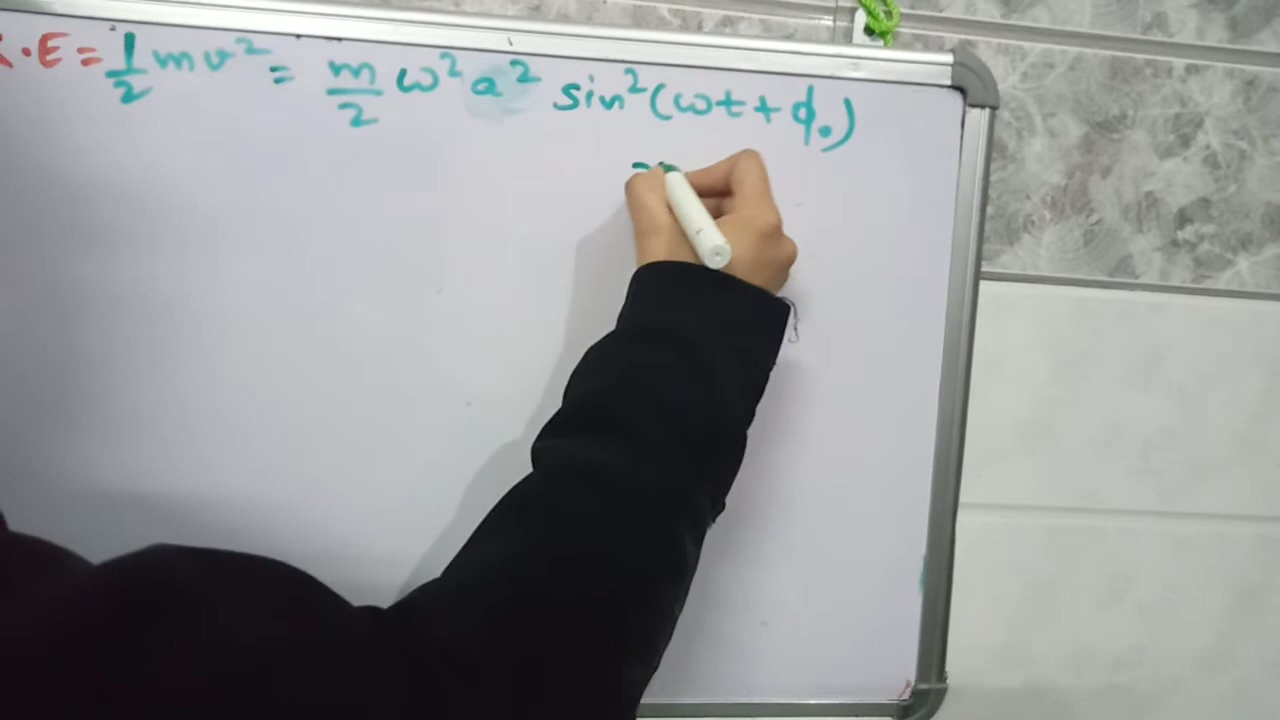 K.E = 1/2 mv² = m/2 ω² a² sin²(ωt + ϕ₀)